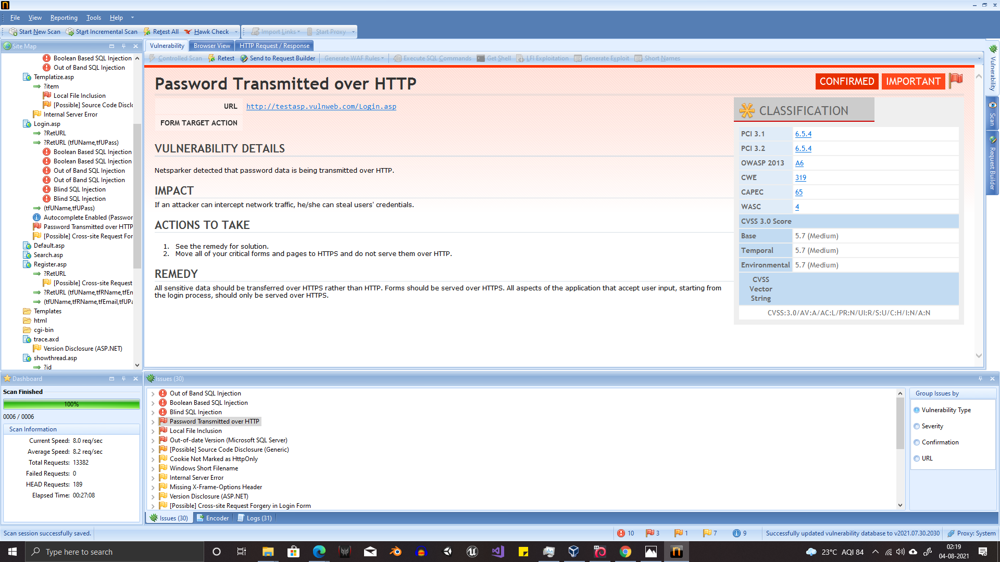 n
File View Reporting Tools Help
Start New Scan Start Incremental Scan Retest All Hawk Check Import Links Start Proxy
Site Map
Boolean Based SQL Injection
Out of Band SQL Injection
Templatize.asp
?item
Local File Inclusion
[Possible] Source Code Disclo
Internal Server Error
Login.asp
?RetURL
?RetURL (tfUName,tfUPass)
Boolean Based SQL Injection
Boolean Based SQL Injection
Out of Band SQL Injection
Out of Band SQL Injection
Blind SQL Injection
Blind SQL Injection
(tfUName,tfUPass)
Autocomplete Enabled (Passwor
Password Transmitted over HTTP
[Possible] Cross-site Request For
Default.asp
Search.asp
Register.asp
?RetURL
[Possible] Cross-site Request
?RetURL (tfUName,tfRName,tfEm
(tfUName,tfRName,tfEmail,tfUPa
Templates
html
cgi-bin
trace.axd
Version Disclosure (ASP.NET)
showthread.asp
?id
Vulnerability Browser View HTTP Request / Response
Controlled Scan Retest Send to Request Builder Generate WAF Rules Execute SQL Commands Get Shell LFI Exploitation Generate Exploit Short Names
Password Transmitted over HTTP
CONFIRMED IMPORTANT
URL http://testasp.vulnweb.com/Login.asp
FORM TARGET ACTION
VULNERABILITY DETAILS
Netsparker detected that password data is being transmitted over HTTP.
IMPACT
If an attacker can intercept network traffic, he/she can steal users' credentials.
ACTIONS TO TAKE
1. See the remedy for solution.
2. Move all of your critical forms and pages to HTTPS and do not serve them over HTTP.
REMEDY
All sensitive data should be transferred over HTTPS rather than HTTP. Forms should be served over HTTPS. All aspects of the application that accept user input, starting from
the login process, should only be served over HTTPS.
CLASSIFICATION
PCI 3.1 6.5.4
PCI 3.2 6.5.4
OWASP 2013 A6
CWE 319
CAPEC 65
WASC 4
CVSS 3.0 Score
Base 5.7 (Medium)
Temporal 5.7 (Medium)
Environmental 5.7 (Medium)
CVSS
Vector
String
CVSS:3.0/AV:A/AC:L/PR:N/UI:R/S:U/C:H/I:N/A:N
Vulnerability
Scan
Request Builder
Dashboard
Scan Finished
100%
0006 / 0006
Scan Information
Current Speed: 8.0 req/sec
Average Speed: 8.2 req/sec
Total Requests: 13382
Failed Requests: 0
HEAD Requests: 189
Elapsed Time: 00:27:08
Issues (30)
Out of Band SQL Injection
Boolean Based SQL Injection
Blind SQL Injection
Password Transmitted over HTTP
Local File Inclusion
Out-of-date Version (Microsoft SQL Server)
[Possible] Source Code Disclosure (Generic)
Cookie Not Marked as HttpOnly
Windows Short Filename
Internal Server Error
Missing X-Frame-Options Header
Version Disclosure (ASP.NET)
[Possible] Cross-site Request Forgery in Login Form
Group Issues by
Vulnerability Type
Severity
Confirmation
URL
Issues (30) Encoder Logs (31)
Scan session successfully saved. 10 3 1 7 9 Successfully updated vulnerability database to v2021.07.30.2030 Proxy: System
Type here to search
23°C AQI 84
02:19
04-08-2021